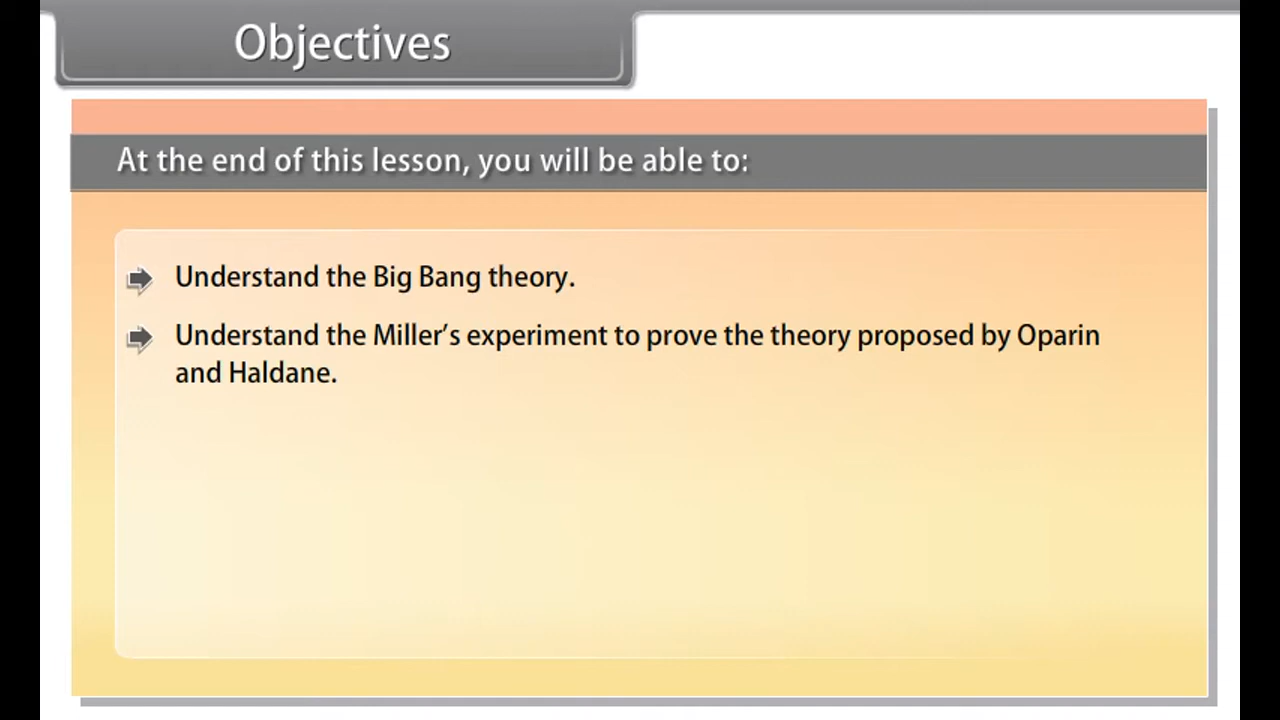 Objectives
At the end of this lesson, you will be able to:
Understand the Big Bang theory.
Understand the Miller's experiment to prove the theory proposed by Oparin
and Haldane.